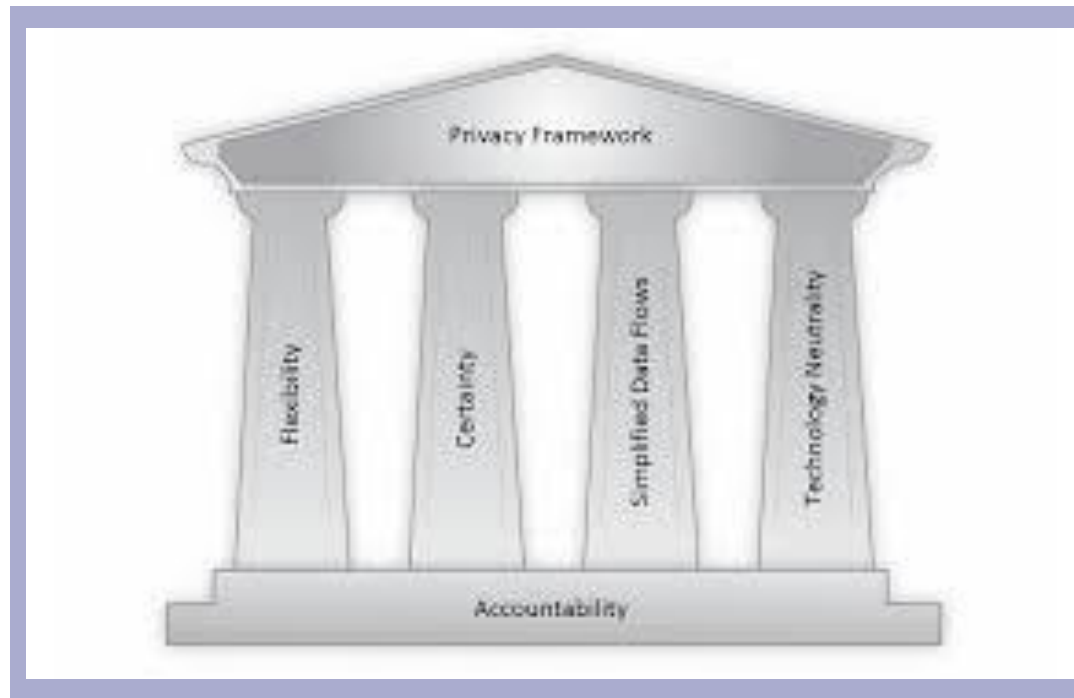 Privacy Framework
Flexibility
Certainty
Simplified Data Flows
Technology Neutrality
Accountability